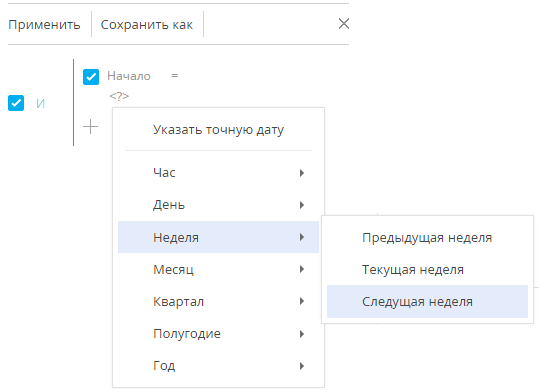 Применить Сохранить как
Начало =
И
<?>
Указать точную дату
Час
День
Неделя
Предыдущая неделя
Месяц
Текущая неделя
Квартал
Следущая неделя
Полугодие
Год